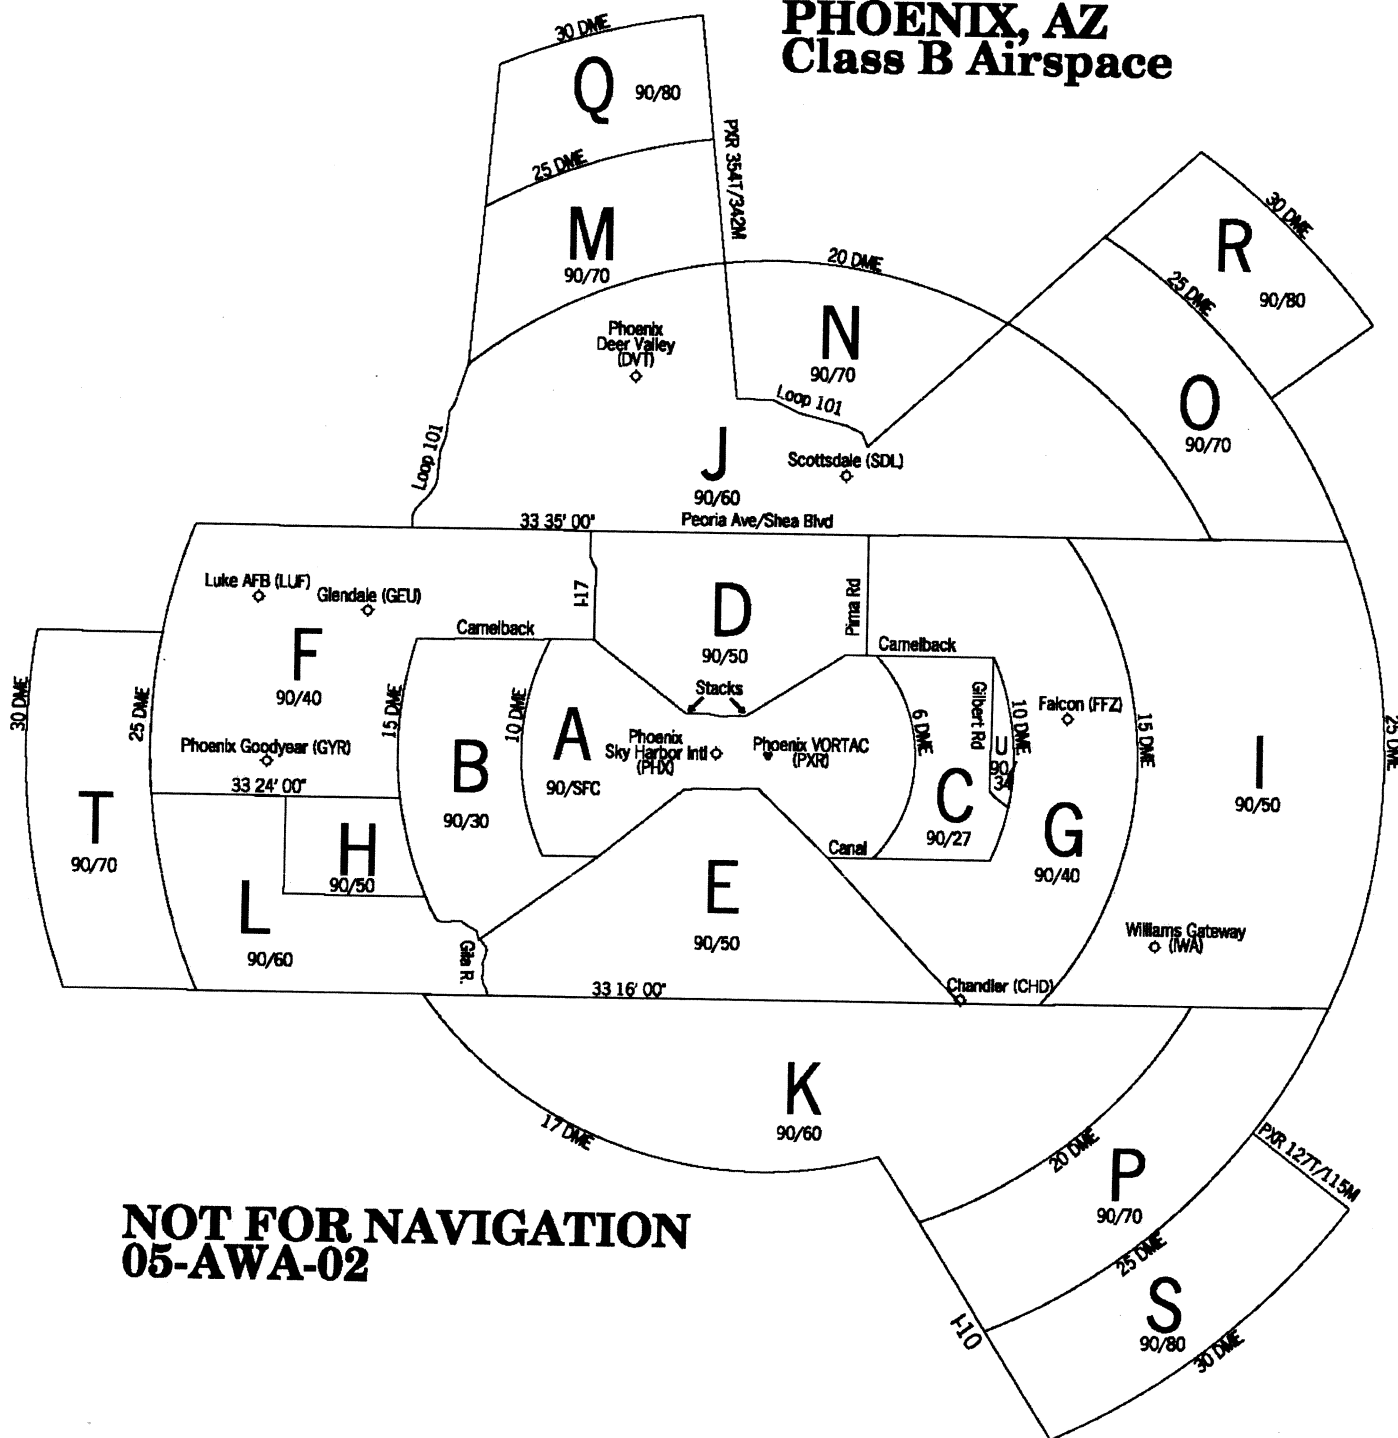 PHOENIX, AZ
Class B Airspace
30 DME
Q
90/80
25 DME
PXR 354T/342M
M
90/70
20 DME
30 DME
R
90/80
25 DME
Phoenix
Deer Valley
(DVT)
N
90/70
Loop 101
O
90/70
Loop 101
J
90/60
Scottsdale (SDL)
33 35' 00"
Peoria Ave/Shea Blvd
Luke AFB (LUF)
Glendale (GEU)
I-17
D
90/50
Pima Rd
Camelback
Camelback
F
90/40
Stacks
30 DME
25 DME
15 DME
10 DME
A
90/SFC
Phoenix
Sky Harbor Intl
(PHX)
Phoenix VORTAC
(PXR)
6 DME
Gilbert Rd
10 DME
Falcon (FFZ)
15 DME
25 DME
Phoenix Goodyear (GYR)
33 24' 00"
U
90/
34
B
90/30
C
90/27
I
90/50
T
90/70
H
90/50
G
90/40
Canal
E
90/50
L
90/60
Gila R.
Williams Gateway
(IWA)
33 16' 00"
Chandler (CHD)
K
90/60
17 DME
20 DME
PXR 127T/115M
P
90/70
25 DME
S
90/80
30 DME
I-10
NOT FOR NAVIGATION
05-AWA-02